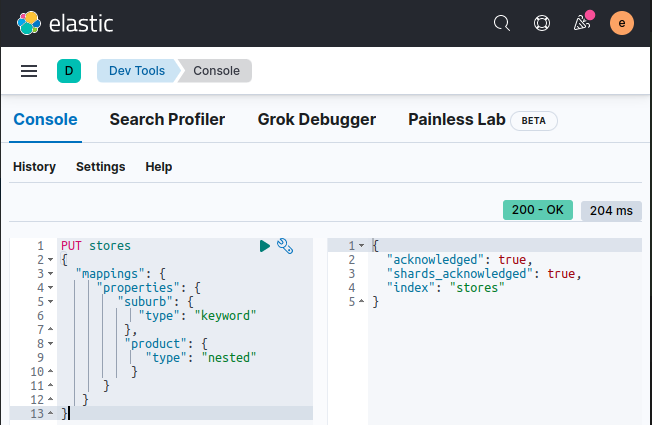 elastic
e
D Dev Tools Console
Console Search Profiler Grok Debugger Painless Lab BETA
History Settings Help
200 - OK 204 ms
1 PUT stores
2 {
3 "mappings": {
4 "properties": {
5 "suburb": {
6 "type": "keyword"
7 },
8 "product": {
9 "type": "nested"
10 }
11 }
12 }
13 }
1 {
2 "acknowledged": true,
3 "shards_acknowledged": true,
4 "index": "stores"
5 }